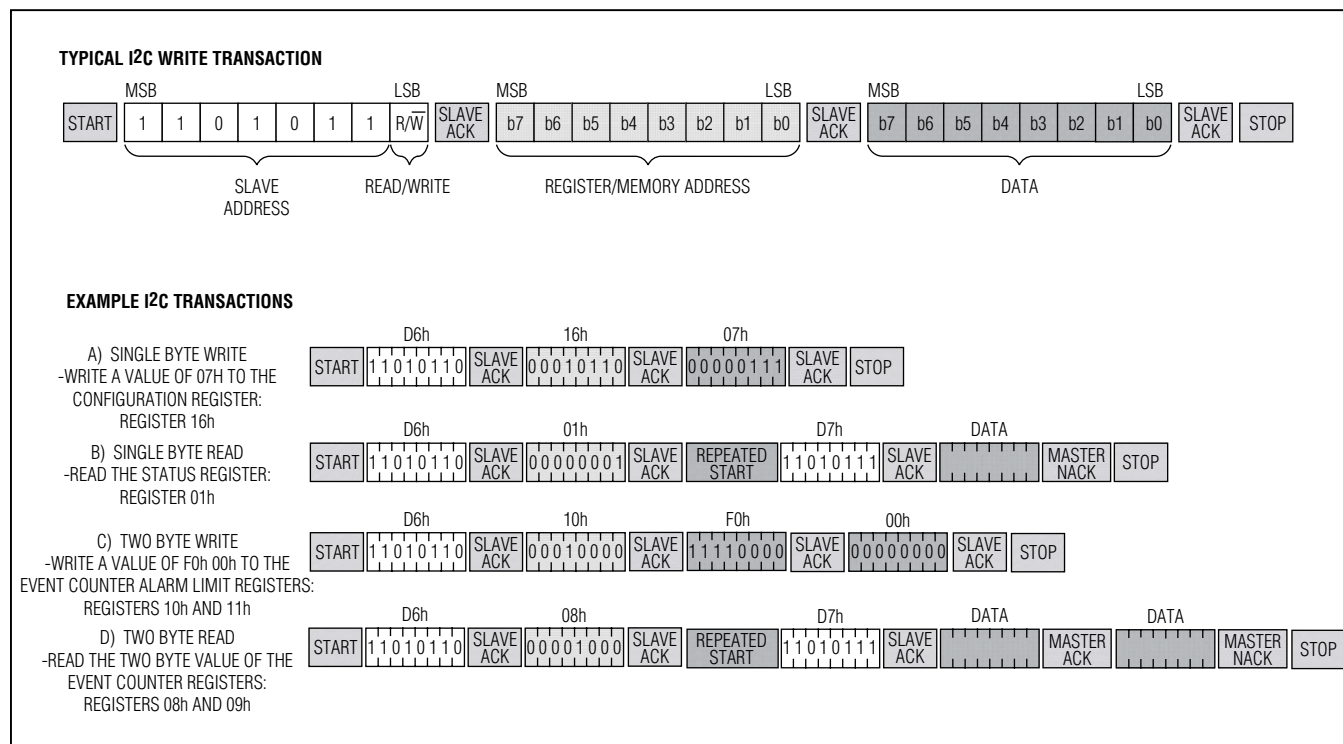 TYPICAL I2C WRITE TRANSACTION
MSB LSB MSB LSB MSB LSB
START 1 1 0 1 0 1 1 R/W̅ SLAVE ACK b7 b6 b5 b4 b3 b2 b1 b0 SLAVE ACK b7 b6 b5 b4 b3 b2 b1 b0 SLAVE ACK STOP
SLAVE ADDRESS READ/WRITE REGISTER/MEMORY ADDRESS DATA
EXAMPLE I2C TRANSACTIONS
D6h 16h 07h
A) SINGLE BYTE WRITE
-WRITE A VALUE OF 07H TO THE
CONFIGURATION REGISTER:
REGISTER 16h
START 11010110 SLAVE ACK 00010110 SLAVE ACK 00000111 SLAVE ACK STOP
D6h 01h D7h DATA
B) SINGLE BYTE READ
-READ THE STATUS REGISTER:
REGISTER 01h
START 11010110 SLAVE ACK 00000001 SLAVE ACK REPEATED START 11010111 SLAVE ACK MASTER NACK STOP
D6h 10h F0h 00h
C) TWO BYTE WRITE
-WRITE A VALUE OF F0h 00h TO THE
EVENT COUNTER ALARM LIMIT REGISTERS:
REGISTERS 10h AND 11h
START 11010110 SLAVE ACK 00010000 SLAVE ACK 11110000 SLAVE ACK 00000000 SLAVE ACK STOP
D6h 08h D7h DATA DATA
D) TWO BYTE READ
-READ THE TWO BYTE VALUE OF THE
EVENT COUNTER REGISTERS:
REGISTERS 08h AND 09h
START 11010110 SLAVE ACK 00001000 SLAVE ACK REPEATED START 11010111 SLAVE ACK MASTER ACK MASTER NACK STOP